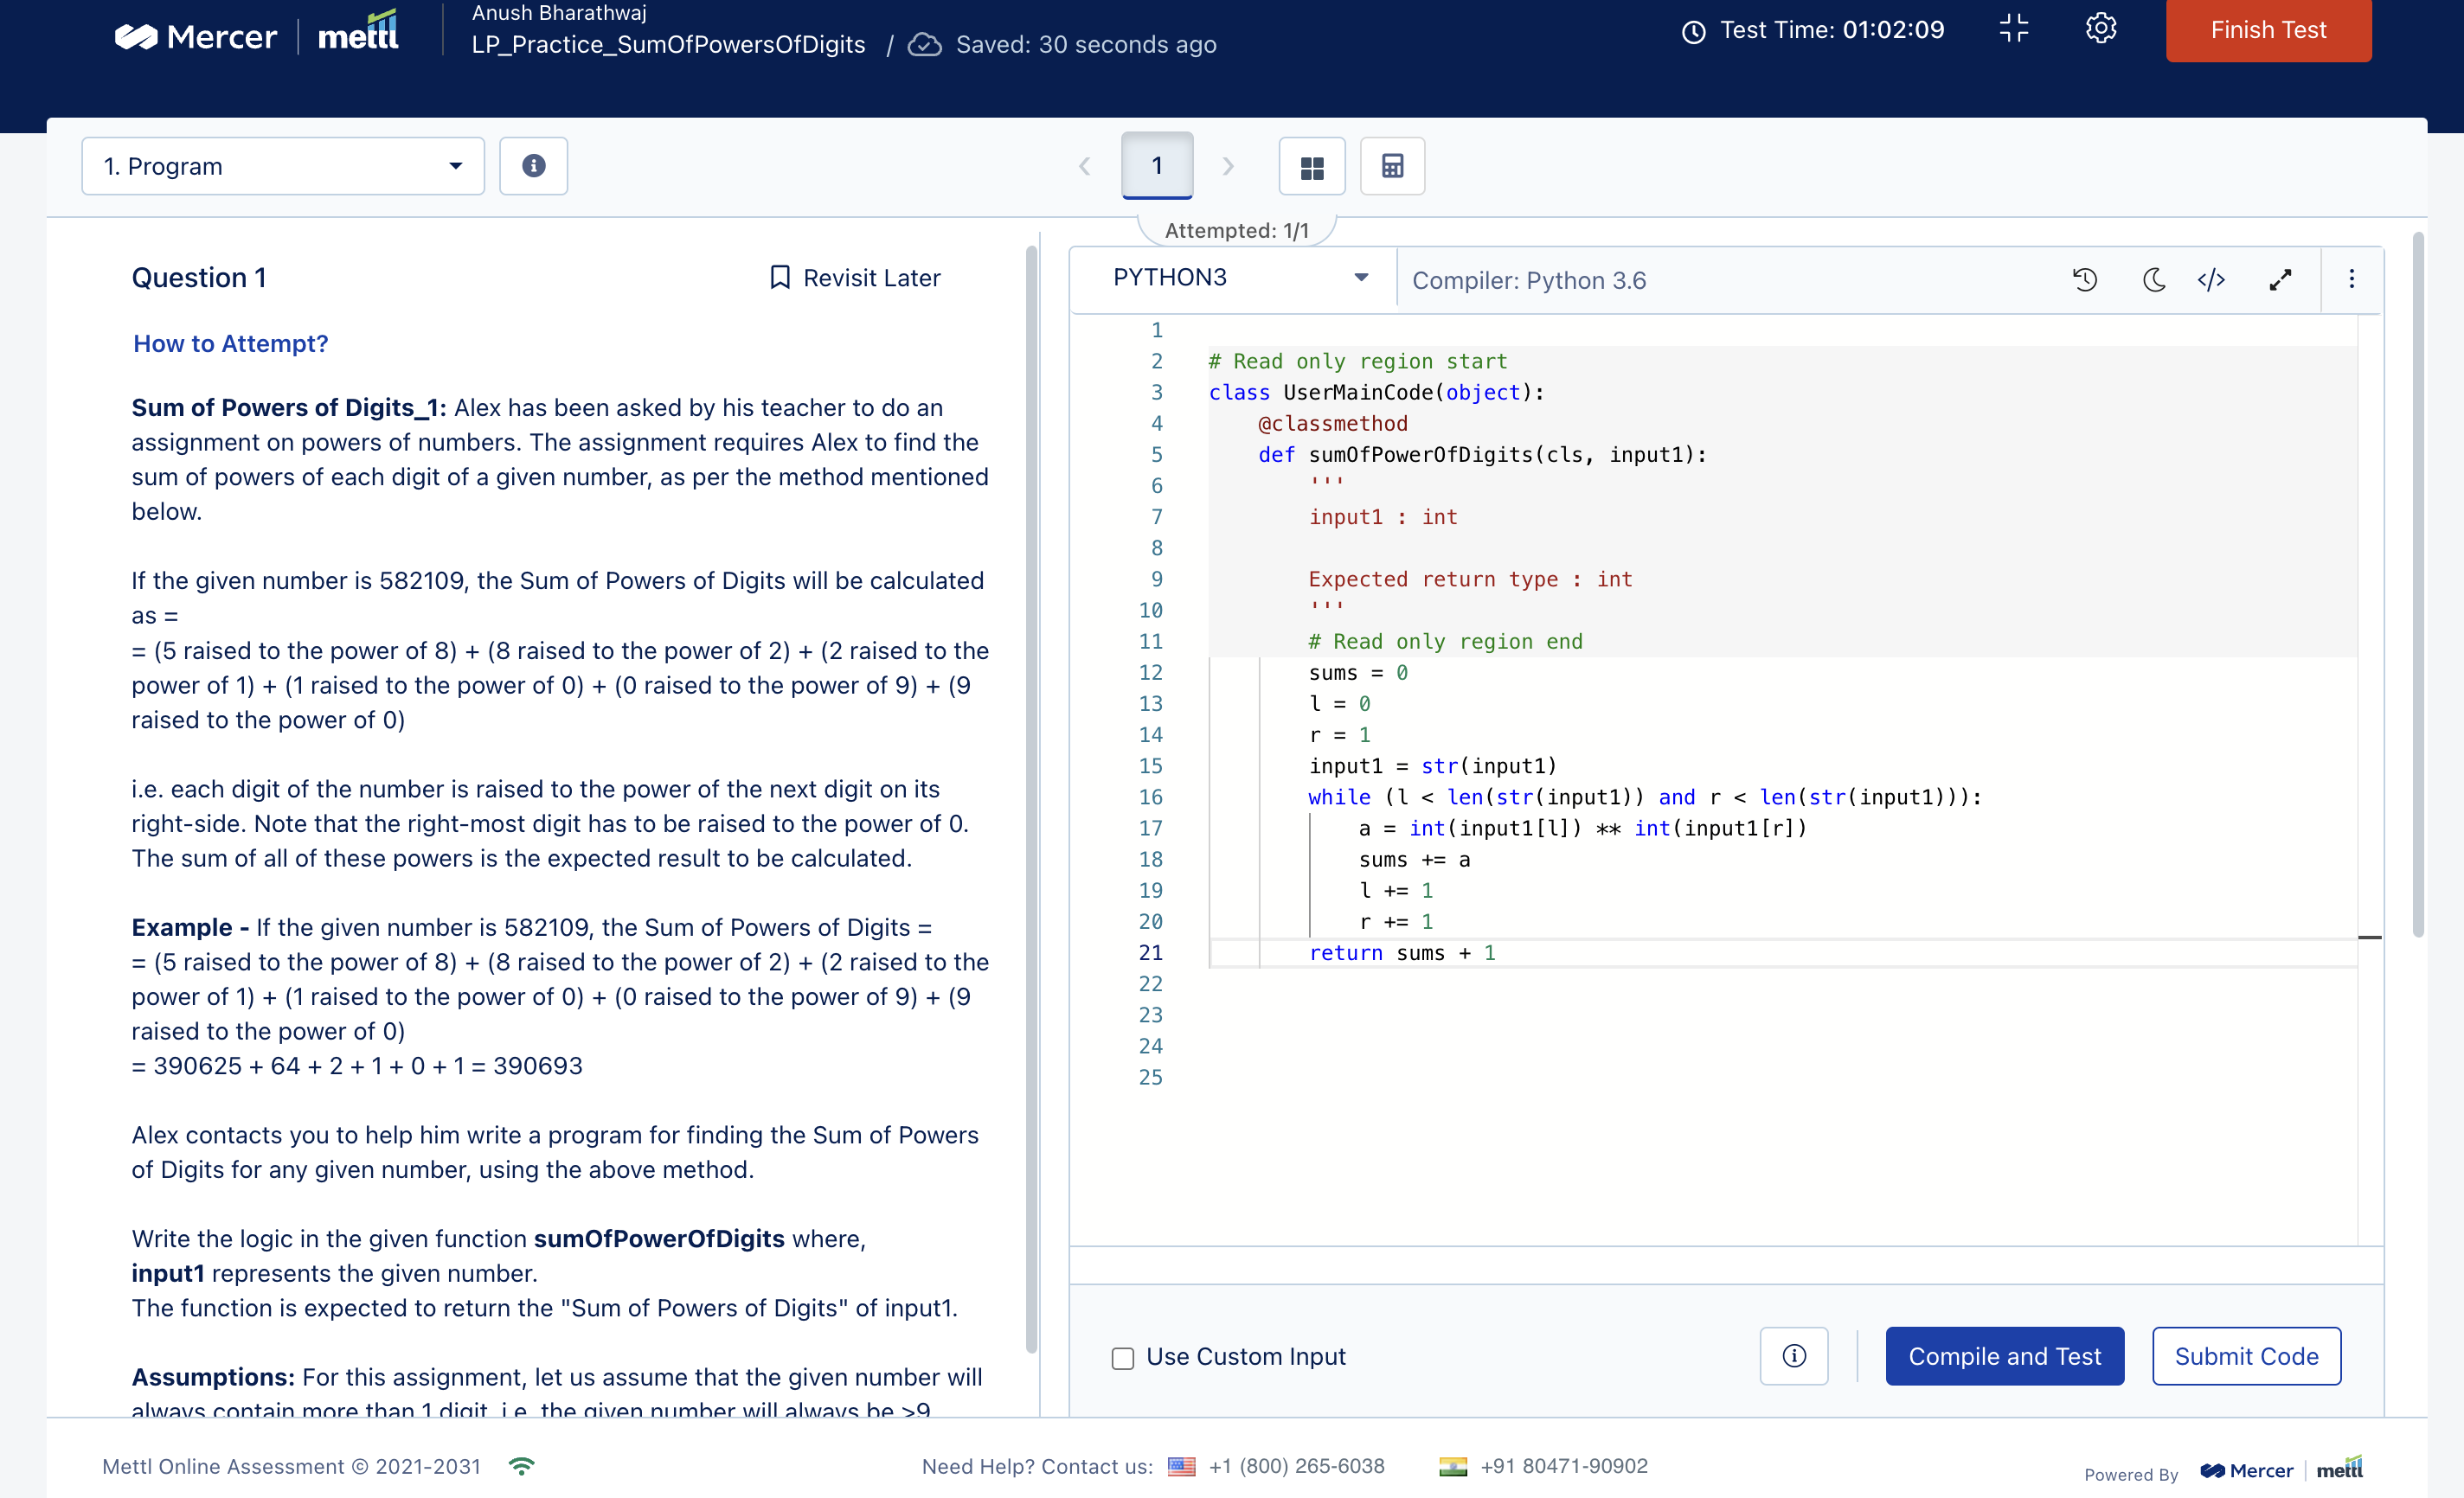 Mercer | mettl
Anush Bharathwaj
LP_Practice_SumOfPowersOfDigits / Saved: 30 seconds ago
Test Time: 01:02:09
Finish Test
1. Program
1
Attempted: 1/1
Question 1
Revisit Later
How to Attempt?
Sum of Powers of Digits_1: Alex has been asked by his teacher to do an
assignment on powers of numbers. The assignment requires Alex to find the
sum of powers of each digit of a given number, as per the method mentioned
below.
If the given number is 582109, the Sum of Powers of Digits will be calculated
as =
= (5 raised to the power of 8) + (8 raised to the power of 2) + (2 raised to the
power of 1) + (1 raised to the power of 0) + (0 raised to the power of 9) + (9
raised to the power of 0)
i.e. each digit of the number is raised to the power of the next digit on its
right-side. Note that the right-most digit has to be raised to the power of 0.
The sum of all of these powers is the expected result to be calculated.
Example - If the given number is 582109, the Sum of Powers of Digits =
= (5 raised to the power of 8) + (8 raised to the power of 2) + (2 raised to the
power of 1) + (1 raised to the power of 0) + (0 raised to the power of 9) + (9
raised to the power of 0)
= 390625 + 64 + 2 + 1 + 0 + 1 = 390693
Alex contacts you to help him write a program for finding the Sum of Powers
of Digits for any given number, using the above method.
Write the logic in the given function sumOfPowerOfDigits where,
input1 represents the given number.
The function is expected to return the "Sum of Powers of Digits" of input1.
Assumptions: For this assignment, let us assume that the given number will
always contain more than 1 digit, i.e. the given number will always be >9
PYTHON3
Compiler: Python 3.6
1
2 # Read only region start
3 class UserMainCode(object):
4     @classmethod
5     def sumOfPowerOfDigits(cls, input1):
6         '''
7         input1 : int
8
9         Expected return type : int
10         '''
11         # Read only region end
12         sums = 0
13         l = 0
14         r = 1
15         input1 = str(input1)
16         while (l < len(str(input1)) and r < len(str(input1))):
17             a = int(input1[l]) ** int(input1[r])
18             sums += a
19             l += 1
20             r += 1
21         return sums + 1
22
23
24
25
Use Custom Input
Compile and Test
Submit Code
Mettl Online Assessment © 2021-2031
Need Help? Contact us: +1 (800) 265-6038 +91 80471-90902
Powered By Mercer | mettl